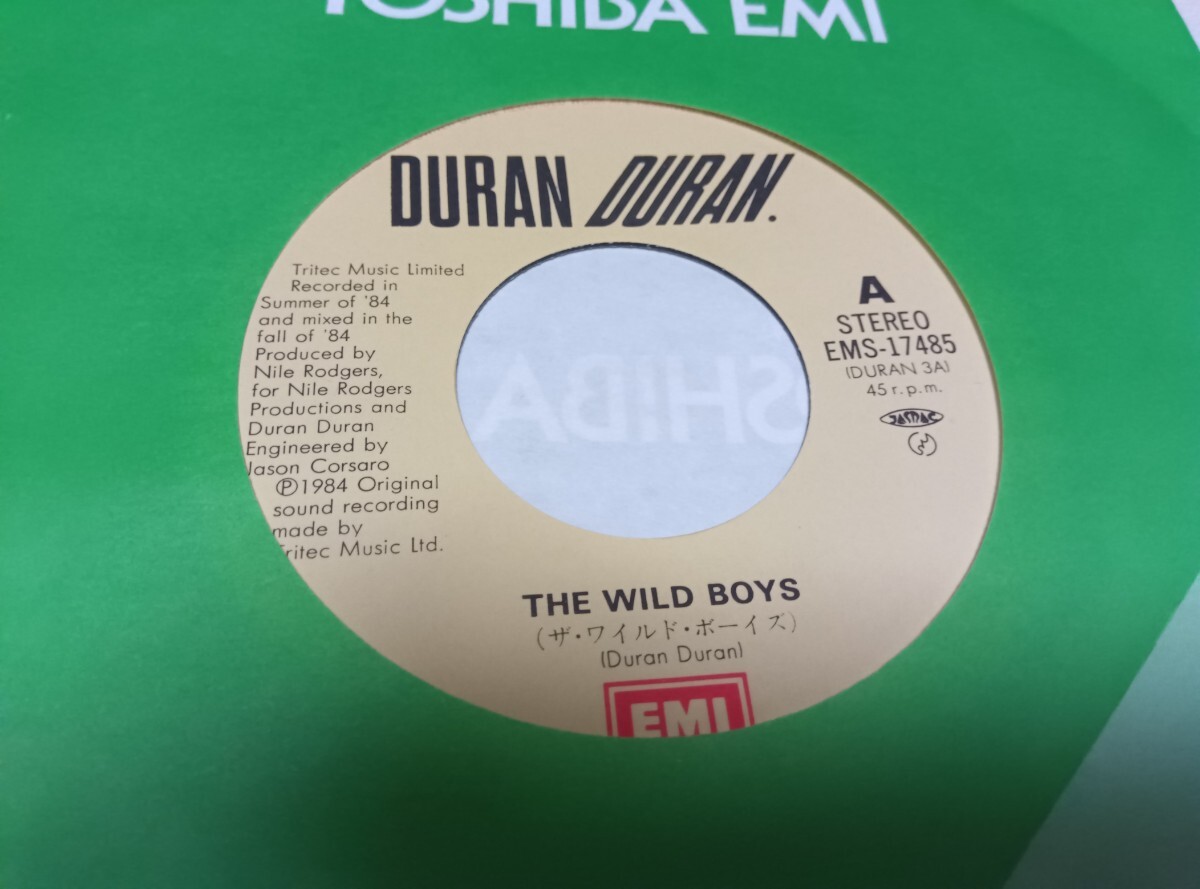 TOSHIBA EMI
DURAN DURAN.
Tritec Music Limited
Recorded in
Summer of '84
and mixed in the
fall of '84
Produced by
Nile Rodgers,
for Nile Rodgers
Productions and
Duran Duran
Engineered by
Jason Corsaro
Ⓟ1984 Original
sound recording
made by
Tritec Music Ltd.
A
STEREO
EMS-17485
(DURAN 3A)
45 r.p.m.
JASRAC
SHIBA
THE WILD BOYS
(ザ・ワイルド・ボーイズ)
(Duran Duran)
EMI